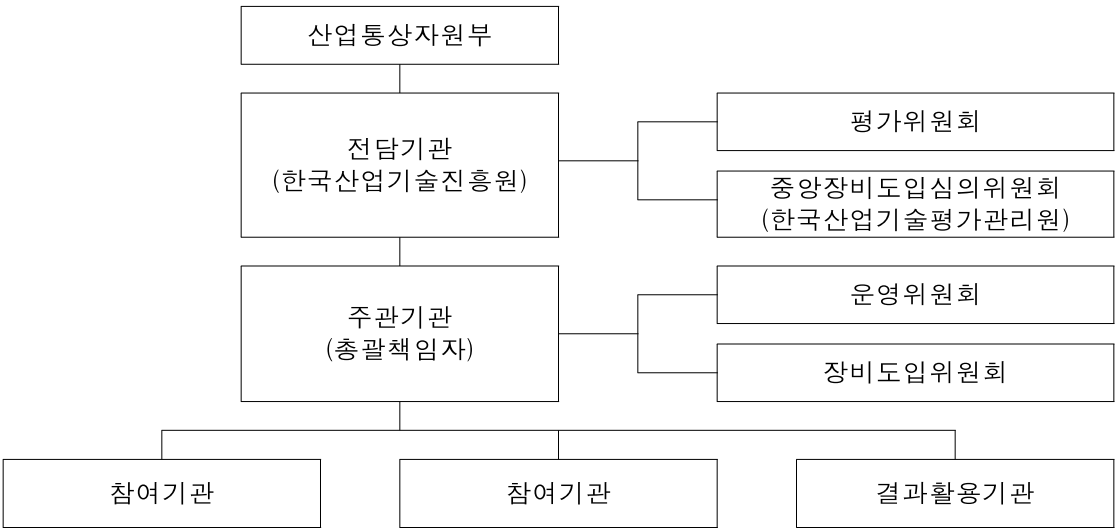 산업통상자원부
전담기관
(한국산업기술진흥원)
평가위원회
중앙장비도입심의위원회
(한국산업기술평가관리원)
주관기관
(총괄책임자)
운영위원회
장비도입위원회
참여기관
참여기관
결과활용기관